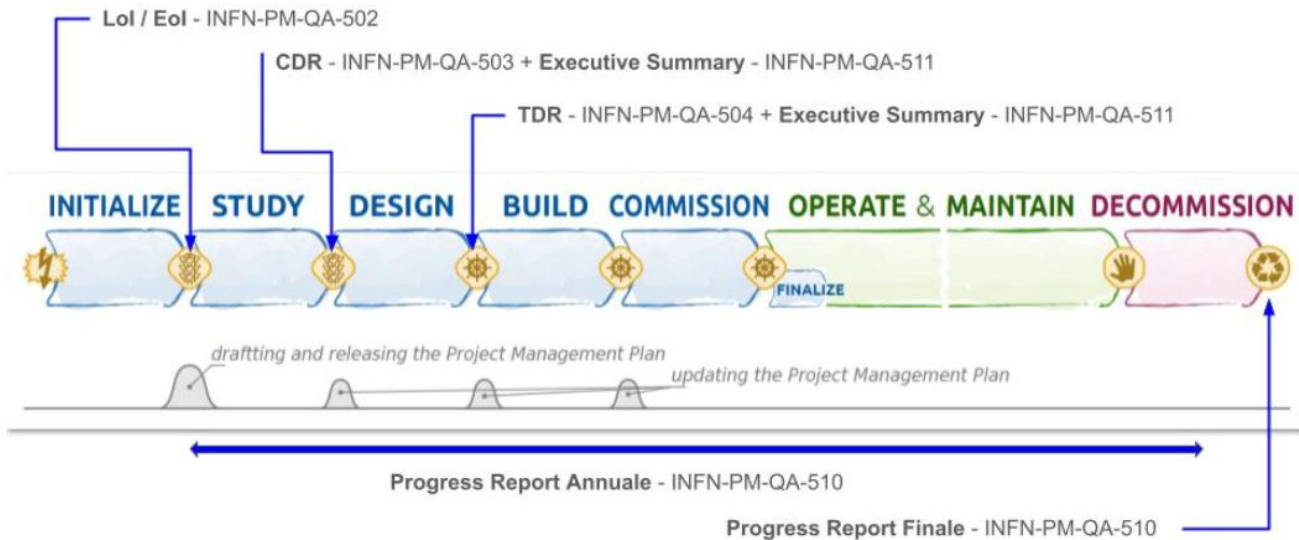 LoI / EoI - INFN-PM-QA-502
CDR - INFN-PM-QA-503 + Executive Summary - INFN-PM-QA-511
TDR - INFN-PM-QA-504 + Executive Summary - INFN-PM-QA-511
INITIALIZE STUDY DESIGN BUILD COMMISSION OPERATE & MAINTAIN DECOMMISSION
FINALIZE
draftting and releasing the Project Management Plan
updating the Project Management Plan
Progress Report Annuale - INFN-PM-QA-510
Progress Report Finale - INFN-PM-QA-510